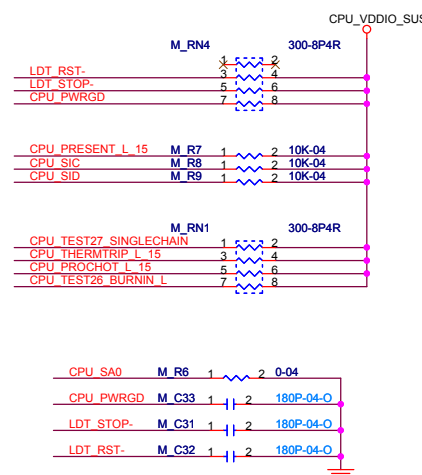 CPU_VDDIO_SUS
M_RN4 300-8P4R
1 2
LDT_RST- 3 4
LDT_STOP- 5 6
CPU_PWRGD 7 8
CPU_PRESENT_L_15 M_R7 1 2 10K-04
CPU_SIC M_R8 1 2 10K-04
CPU_SID M_R9 1 2 10K-04
M_RN1 300-8P4R
CPU_TEST27_SINGLECHAIN 1 2
CPU_THERMTRIP_L_15 3 4
CPU_PROCHOT_L_15 5 6
CPU_TEST26_BURNIN_L 7 8
CPU_SA0 M_R6 1 2 0-04
CPU_PWRGD M_C33 1 2 180P-04-O
LDT_STOP- M_C31 1 2 180P-04-O
LDT_RST- M_C32 1 2 180P-04-O